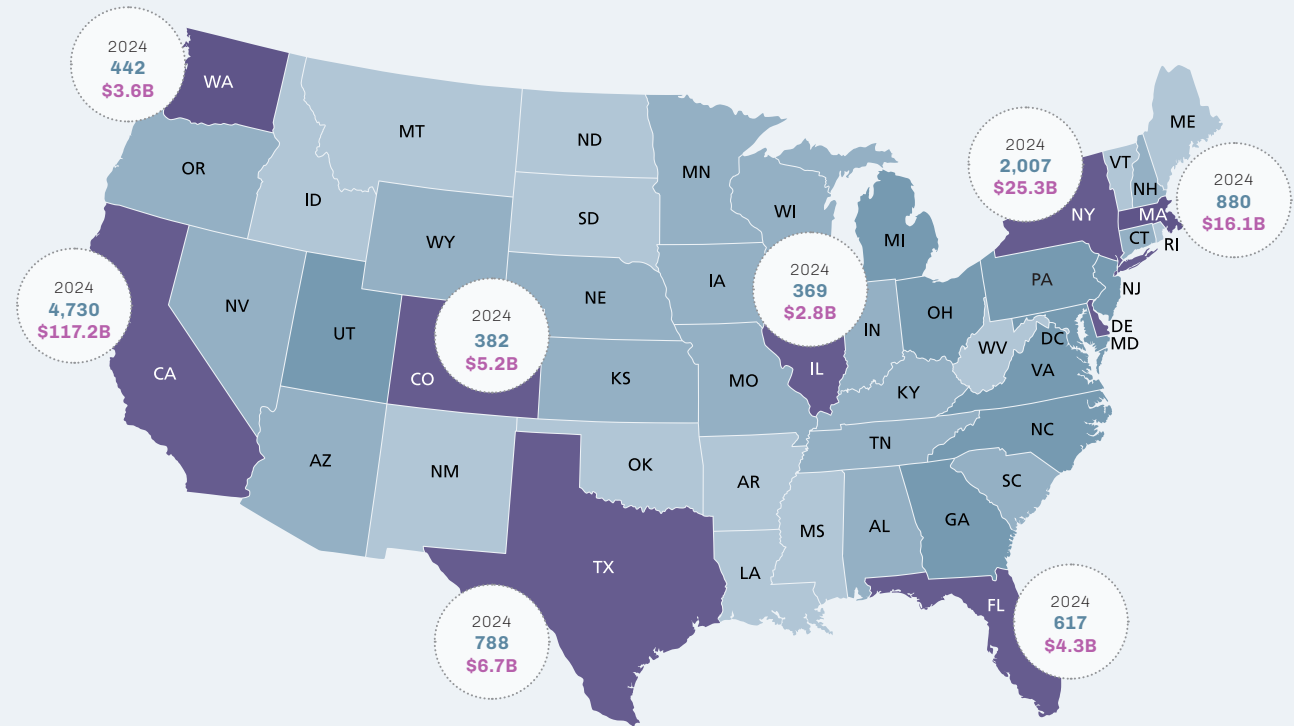 2024
442
$3.6B
WA
OR
MT
ID
ND
SD
MN
WI
MI
ME
VT
NH
2024
2,007
$25.3B
NY
MA
CT
RI
2024
880
$16.1B
WY
NE
IA
2024
369
$2.8B
IL
IN
OH
PA
NJ
DE
MD
DC
WV
VA
2024
4,730
$117.2B
CA
NV
UT
CO
2024
382
$5.2B
KS
MO
KY
NC
TN
SC
AZ
NM
OK
AR
MS
AL
GA
LA
TX
2024
788
$6.7B
FL
2024
617
$4.3B